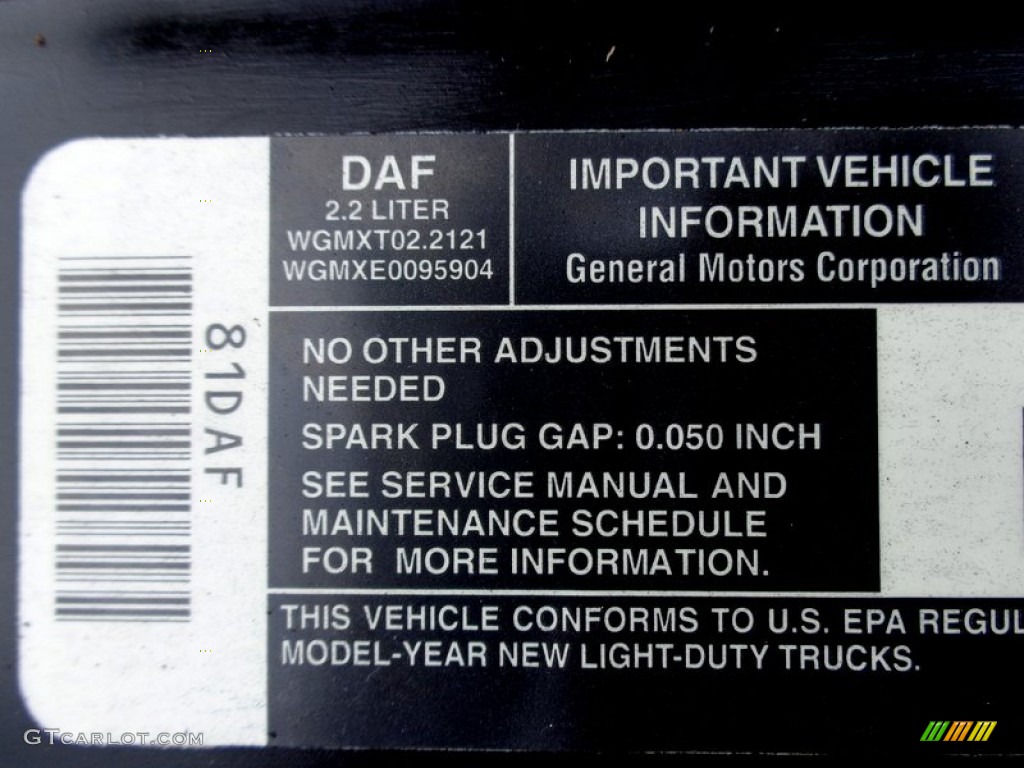 DAF
2.2 LITER
WGMXT02.2121
WGMXE0095904
IMPORTANT VEHICLE
INFORMATION
General Motors Corporation
81DAF
NO OTHER ADJUSTMENTS
NEEDED
SPARK PLUG GAP: 0.050 INCH
SEE SERVICE MANUAL AND
MAINTENANCE SCHEDULE
FOR MORE INFORMATION.
THIS VEHICLE CONFORMS TO U.S. EPA REGUL
MODEL-YEAR NEW LIGHT-DUTY TRUCKS.
GTCARLOT.COM